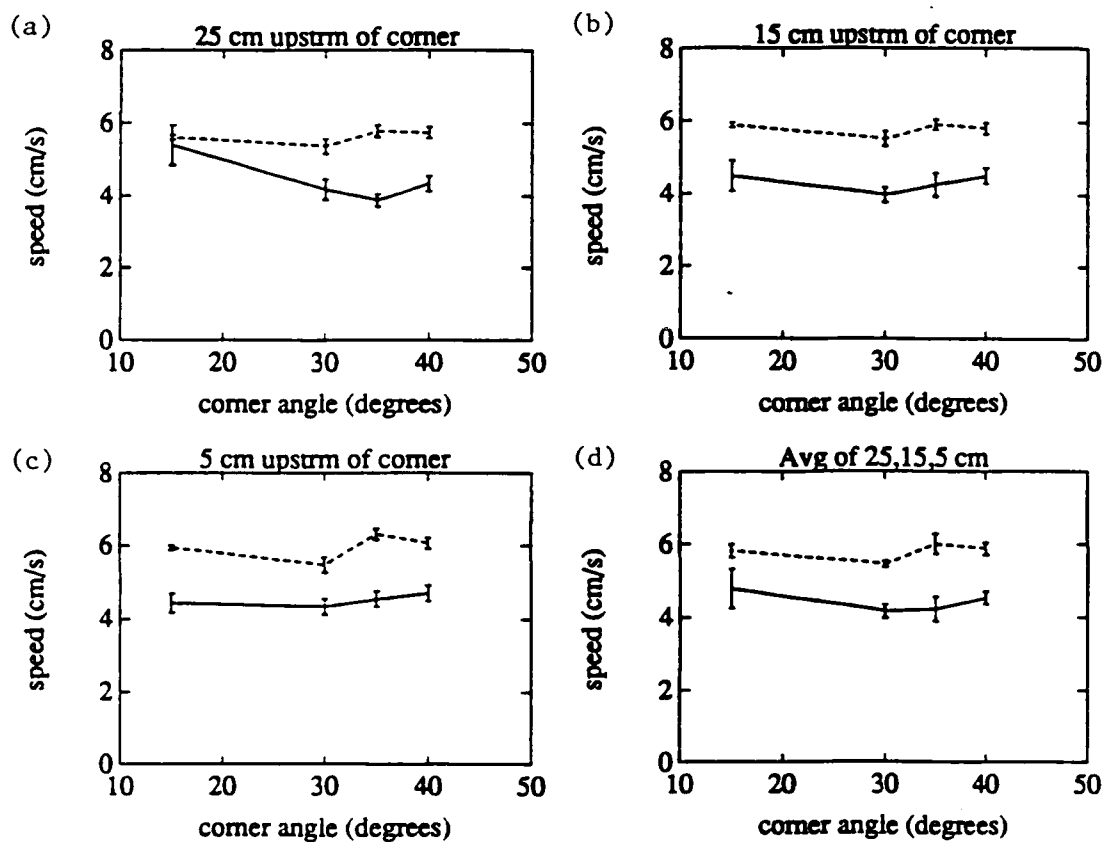 (a)
25 cm upstrm of corner
8
6
4
2
0
speed (cm/s)
10 20 30 40 50
corner angle (degrees)
(b)
15 cm upstrm of corner
8
6
4
2
0
speed (cm/s)
10 20 30 40 50
corner angle (degrees)
(c)
5 cm upstrm of corner
8
6
4
2
0
speed (cm/s)
10 20 30 40 50
corner angle (degrees)
(d)
Avg of 25,15,5 cm
8
6
4
2
0
speed (cm/s)
10 20 30 40 50
corner angle (degrees)